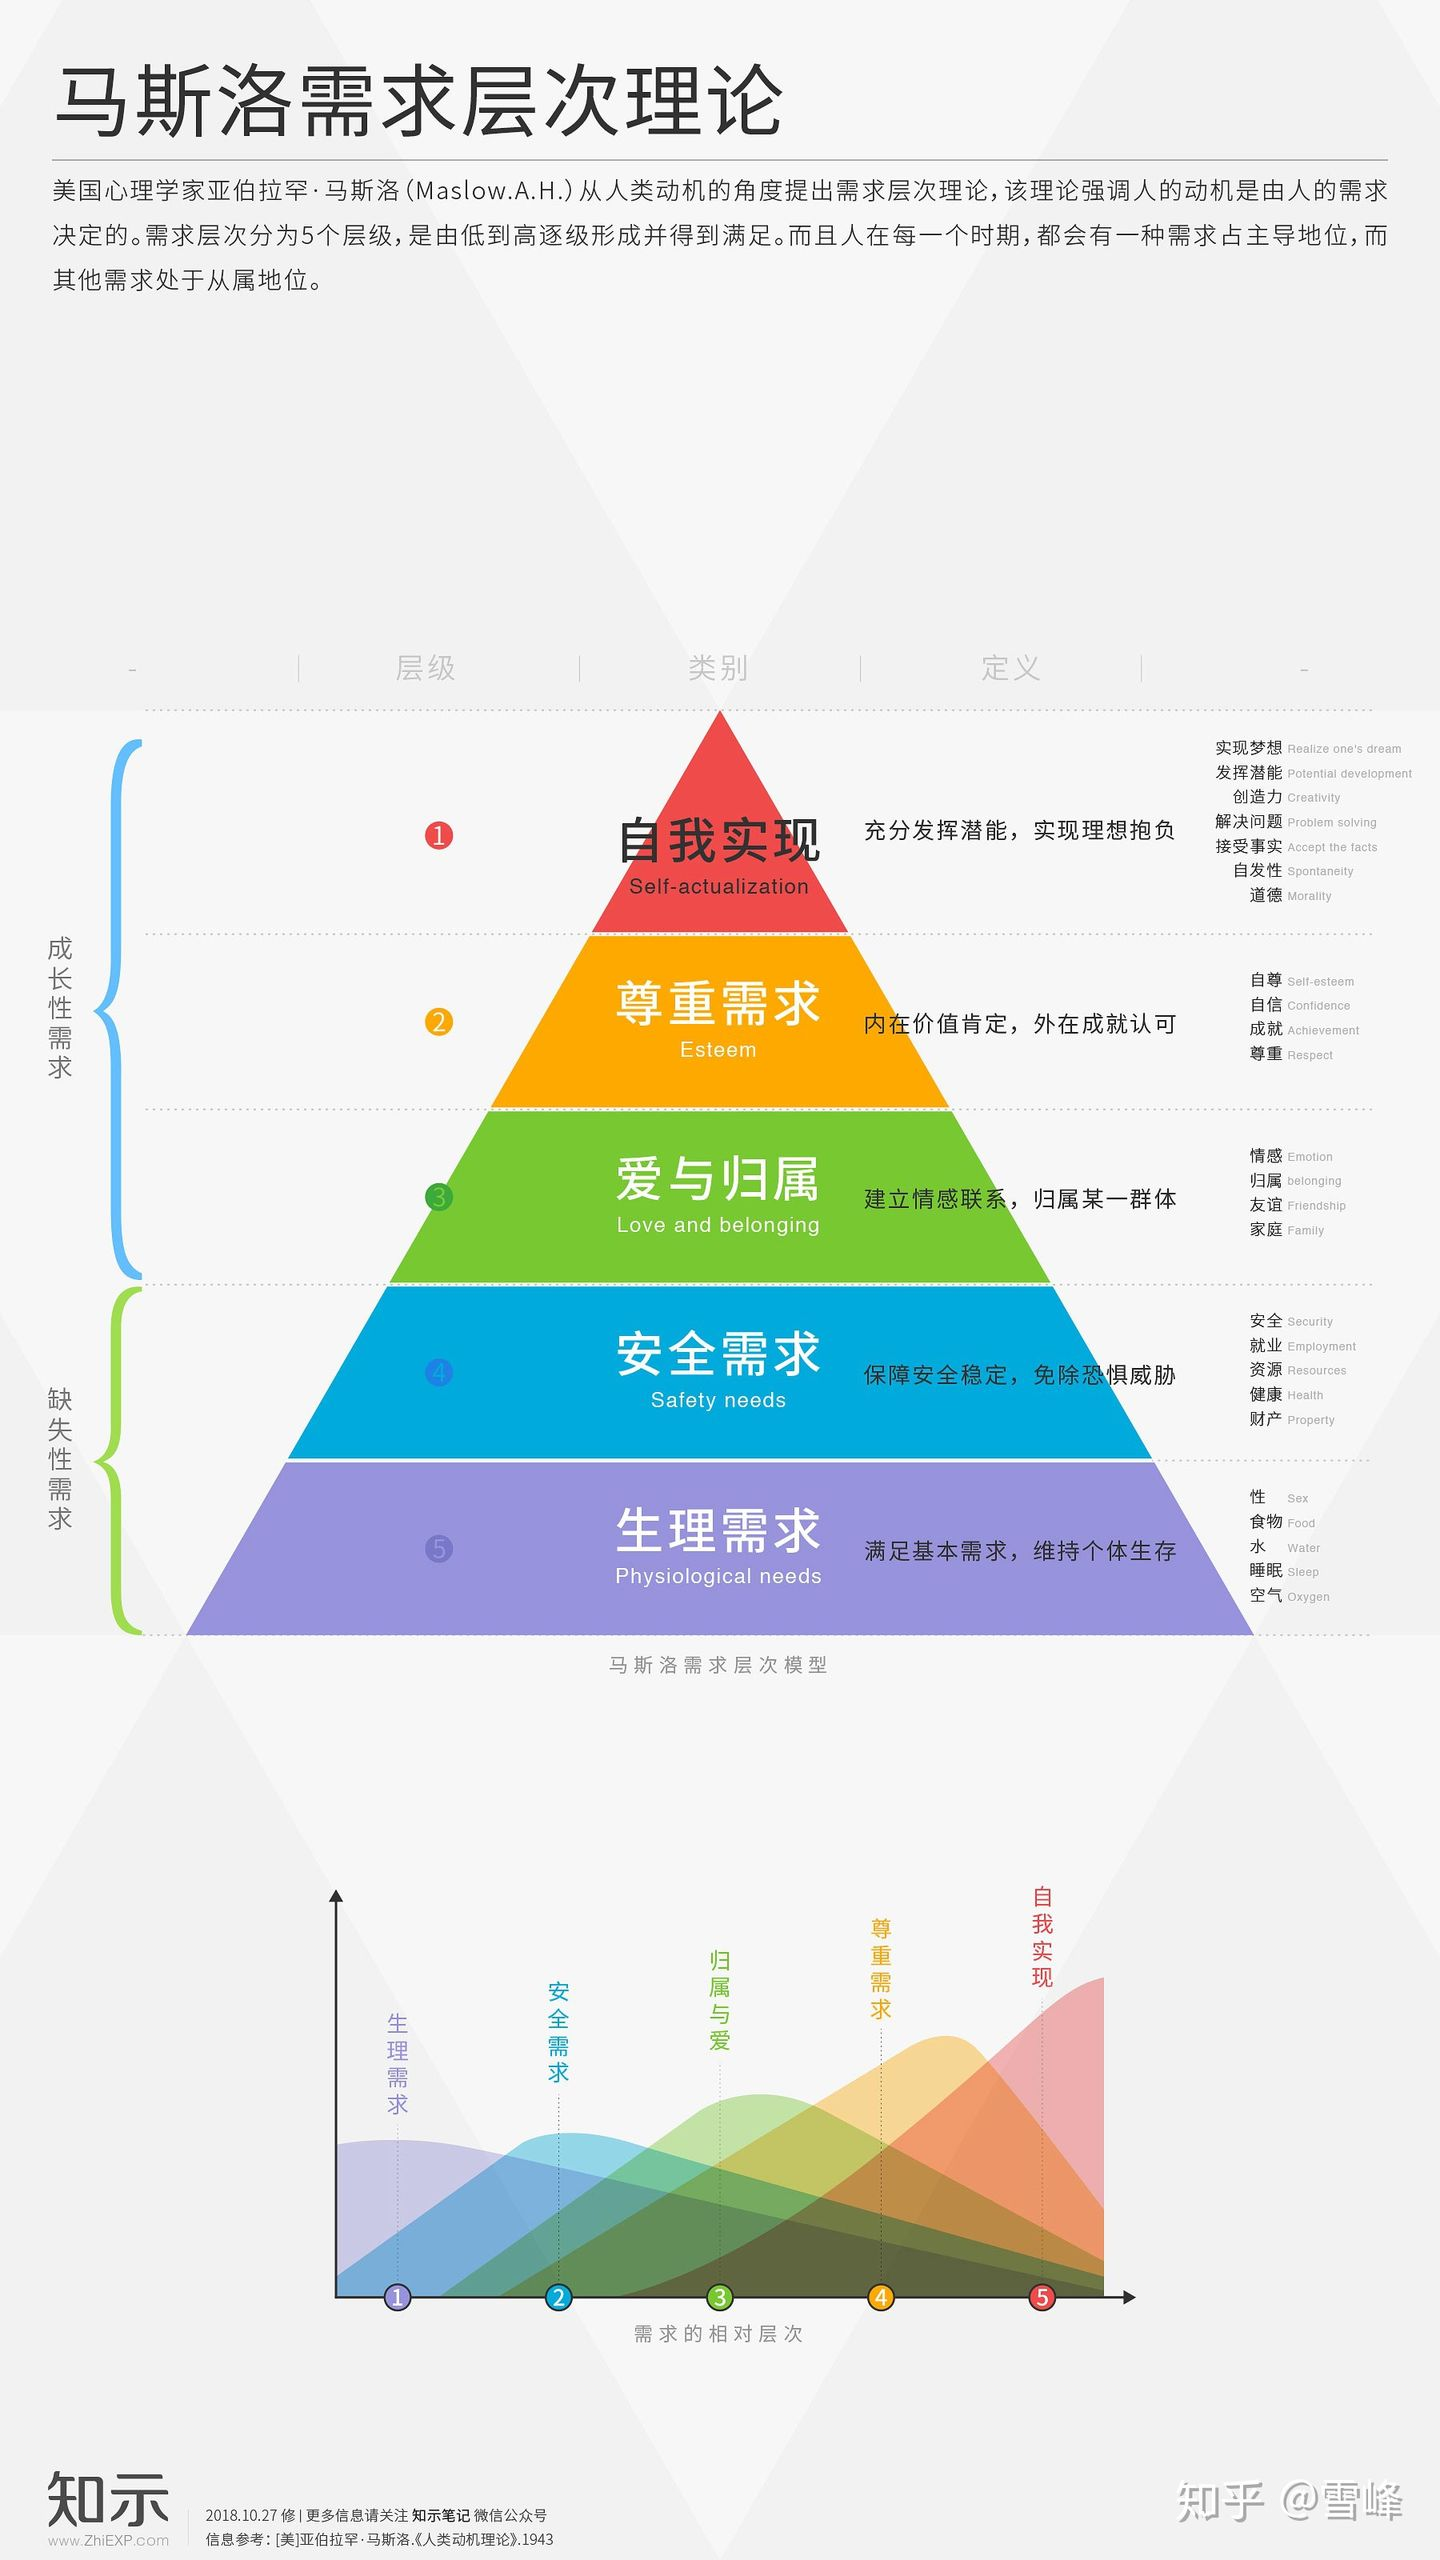 马斯洛需求层次理论
美国心理学家亚伯拉罕·马斯洛（Maslow.A.H.）从人类动机的角度提出需求层次理论，该理论强调人的动机是由人的需求
决定的。需求层次分为5个层级，是由低到高逐级形成并得到满足。而且人在每一个时期，都会有一种需求占主导地位，而
其他需求处于从属地位。
- 层级 类别 定义 -
成长性需求
1
自我实现
Self-actualization
充分发挥潜能，实现理想抱负
实现梦想 Realize one's dream
发挥潜能 Potential development
创造力 Creativity
解决问题 Problem solving
接受事实 Accept the facts
自发性 Spontaneity
道德 Morality
2
尊重需求
Esteem
内在价值肯定，外在成就认可
自尊 Self-esteem
自信 Confidence
成就 Achievement
尊重 Respect
3
爱与归属
Love and belonging
建立情感联系，归属某一群体
情感 Emotion
归属 belonging
友谊 Friendship
家庭 Family
缺失性需求
4
安全需求
Safety needs
保障安全稳定，免除恐惧威胁
安全 Security
就业 Employment
资源 Resources
健康 Health
财产 Property
5
生理需求
Physiological needs
满足基本需求，维持个体生存
性 Sex
食物 Food
水 Water
睡眠 Sleep
空气 Oxygen
马斯洛需求层次模型
生理需求
安全需求
归属与爱
尊重需求
自我实现
1 2 3 4 5
需求的相对层次
知示
www.ZhiEXP.com
2018.10.27 修 | 更多信息请关注 知示笔记 微信公众号
信息参考：[美]亚伯拉罕·马斯洛.《人类动机理论》.1943
知乎 @雪峰